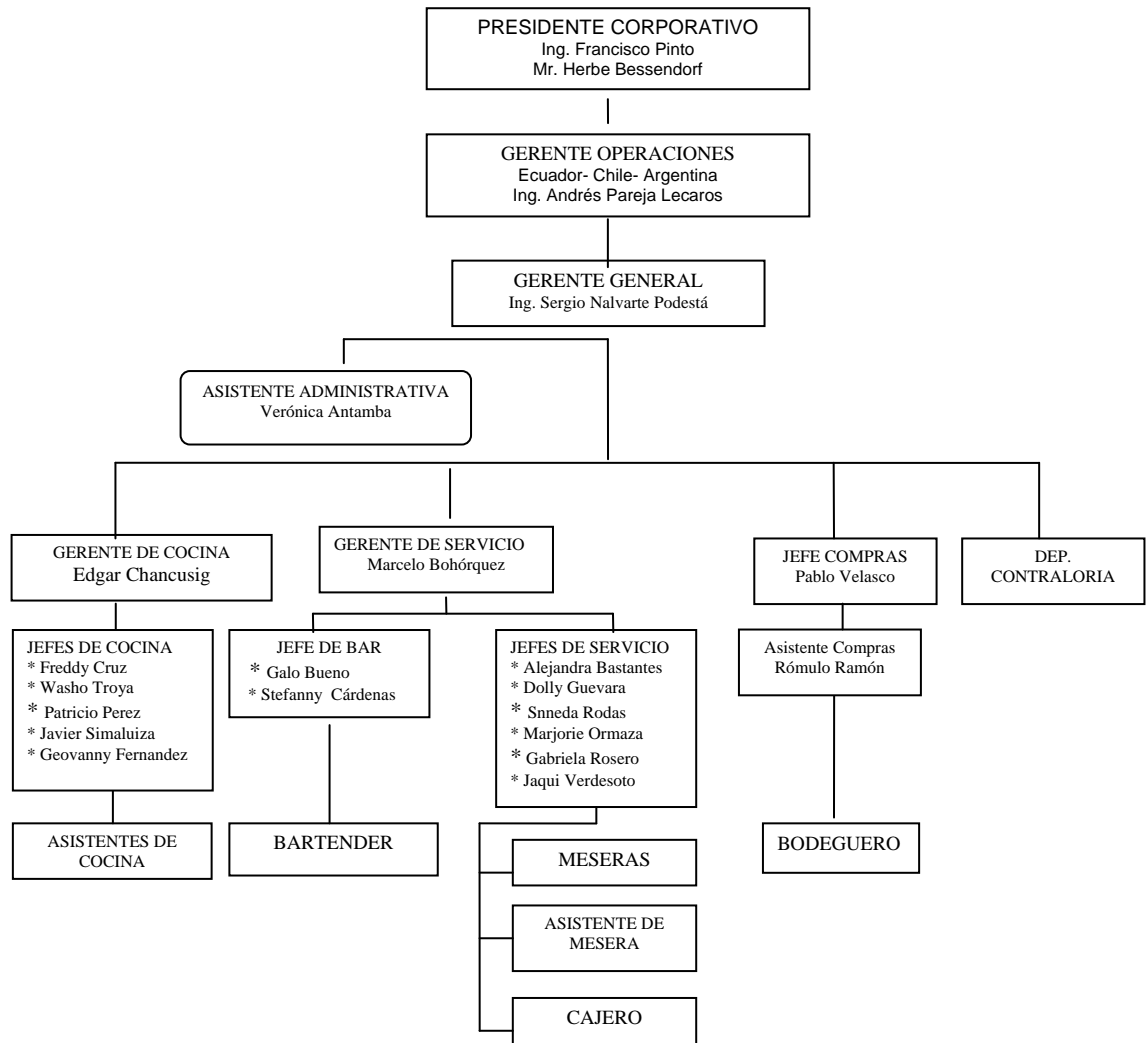 PRESIDENTE CORPORATIVO
Ing. Francisco Pinto
Mr. Herbe Bessendorf
GERENTE OPERACIONES
Ecuador- Chile- Argentina
Ing. Andrés Pareja Lecaros
GERENTE GENERAL
Ing. Sergio Nalvarte Podestá
ASISTENTE ADMINISTRATIVA
Verónica Antamba
GERENTE DE COCINA
Edgar Chancusig
GERENTE DE SERVICIO
Marcelo Bohórquez
JEFE COMPRAS
Pablo Velasco
DEP.
CONTRALORIA
JEFES DE COCINA
* Freddy Cruz
* Washo Troya
* Patricio Perez
* Javier Simaluiza
* Geovanny Fernandez
JEFE DE BAR
* Galo Bueno
* Stefanny Cárdenas
JEFES DE SERVICIO
* Alejandra Bastantes
* Dolly Guevara
* Snneda Rodas
* Marjorie Ormaza
* Gabriela Rosero
* Jaqui Verdesoto
Asistente Compras
Rómulo Ramón
ASISTENTES DE
COCINA
BARTENDER
MESERAS
ASISTENTE DE
MESERA
CAJERO
BODEGUERO